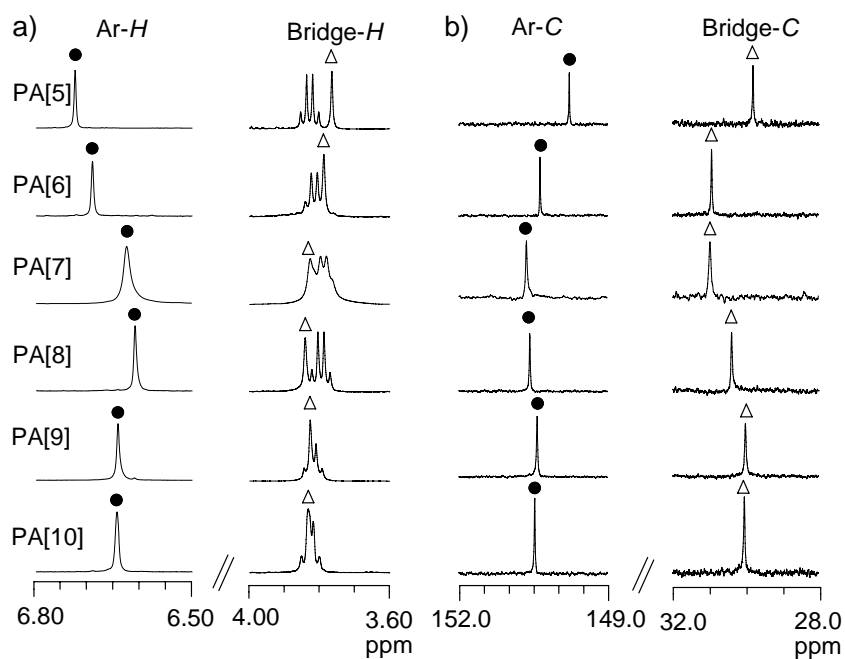 a) Ar-H Bridge-H b) Ar-C Bridge-C
PA[5]
PA[6]
PA[7]
PA[8]
PA[9]
PA[10]
6.80 6.50 4.00 3.60 152.0 149.0 32.0 28.0
ppm ppm